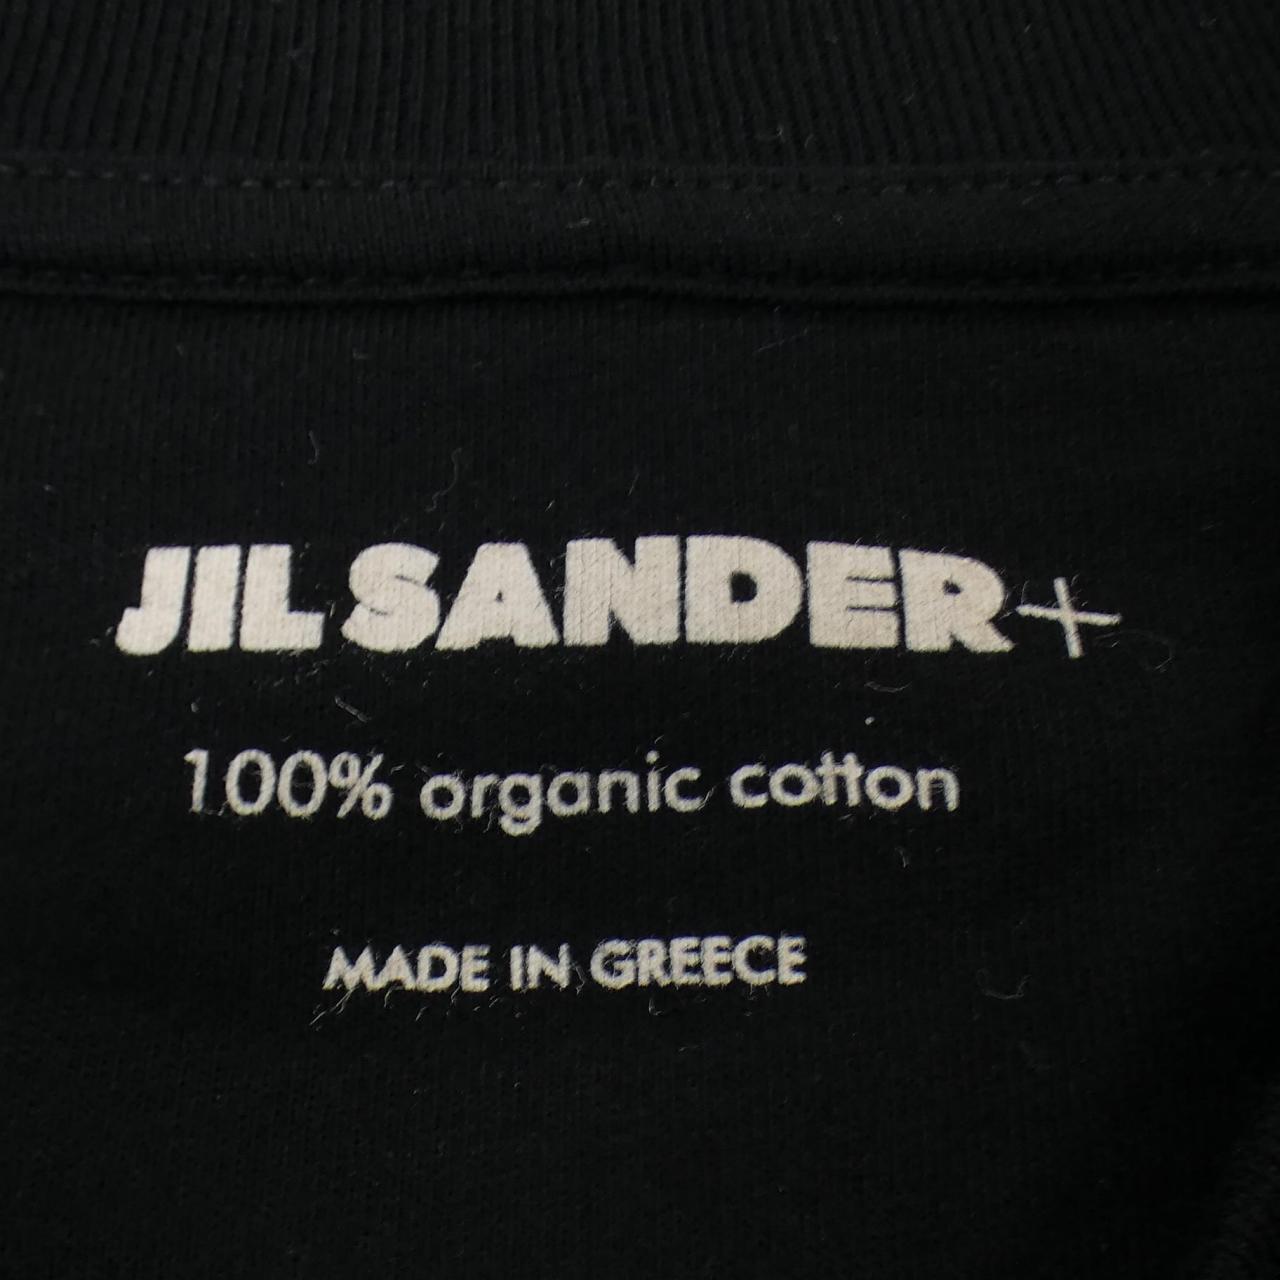 JIL SANDER+
100% organic cotton
MADE IN GREECE